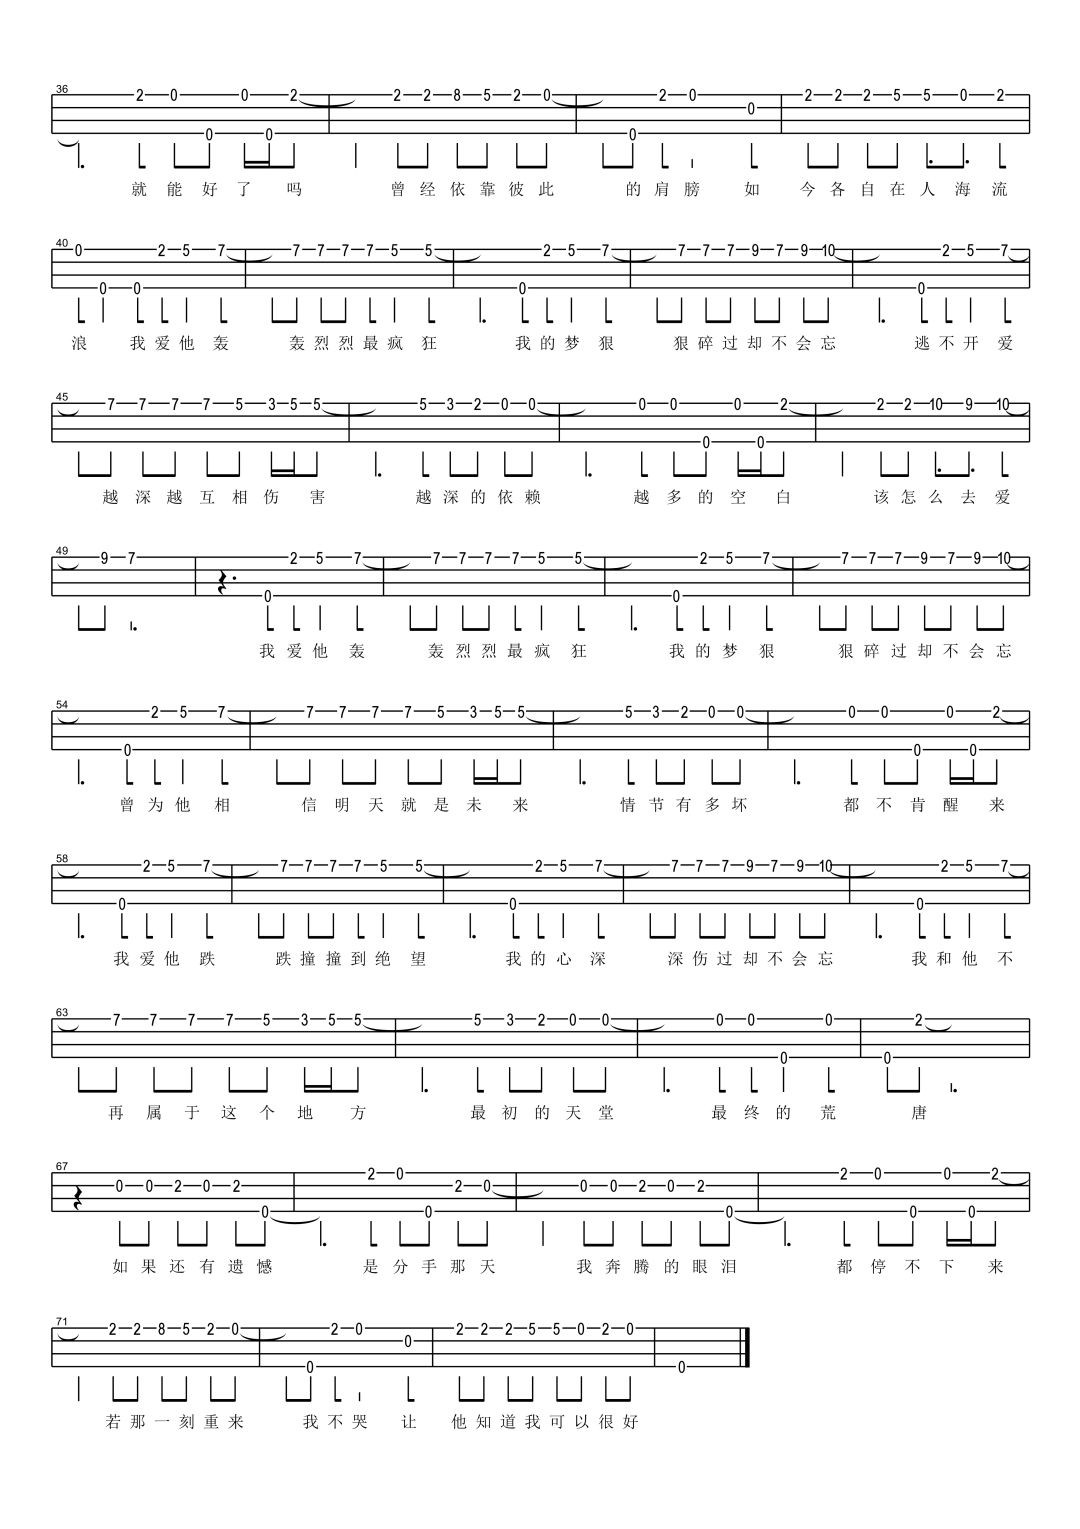 36
2 0 0 0 0 2 2 2 8 5 2 0 0 2 0 0 2 2 2 5 5 0 2
就能好了吗 曾经依靠彼此 的肩膀 如 今各自在人海流
40
0 0 0 2 5 7 7 7 7 7 5 5 0 2 5 7 7 7 7 9 7 9 10 0 2 5 7
浪 我爱他轰 轰烈烈最疯狂 我的梦狠 狠碎过却不会忘 逃不开爱
45
7 7 7 7 5 3 5 5 5 3 2 0 0 0 0 0 0 0 2 2 2 10 9 10
越深越互相伤害 越深的依赖 越多的空白 该怎么去爱
49
9 7 0 2 5 7 7 7 7 7 5 5 0 2 5 7 7 7 7 9 7 9 10
我爱他轰 轰烈烈最疯狂 我的梦狠 狠碎过却不会忘
54
0 2 5 7 7 7 7 7 5 3 5 5 5 3 2 0 0 0 0 0 0 0 2
曾为他相 信明天就是未来 情节有多坏 都不肯醒来
58
0 2 5 7 7 7 7 7 5 5 0 2 5 7 7 7 7 9 7 9 10 0 2 5 7
我爱他跌 跌撞撞到绝望 我的心深 深伤过却不会忘 我和他不
63
7 7 7 7 5 3 5 5 5 3 2 0 0 0 0 0 0 0 2
再属于这个地方 最初的天堂 最终的荒 唐
67
0 0 2 0 2 0 2 0 0 2 0 0 0 2 0 2 0 2 0 0 0 0 2
如果还有遗憾 是分手那天 我奔腾的眼泪 都停不下来
71
2 2 8 5 2 0 0 2 0 0 2 2 2 5 5 0 2 0 0
若那一刻重来 我不哭让 他知道我可以很好